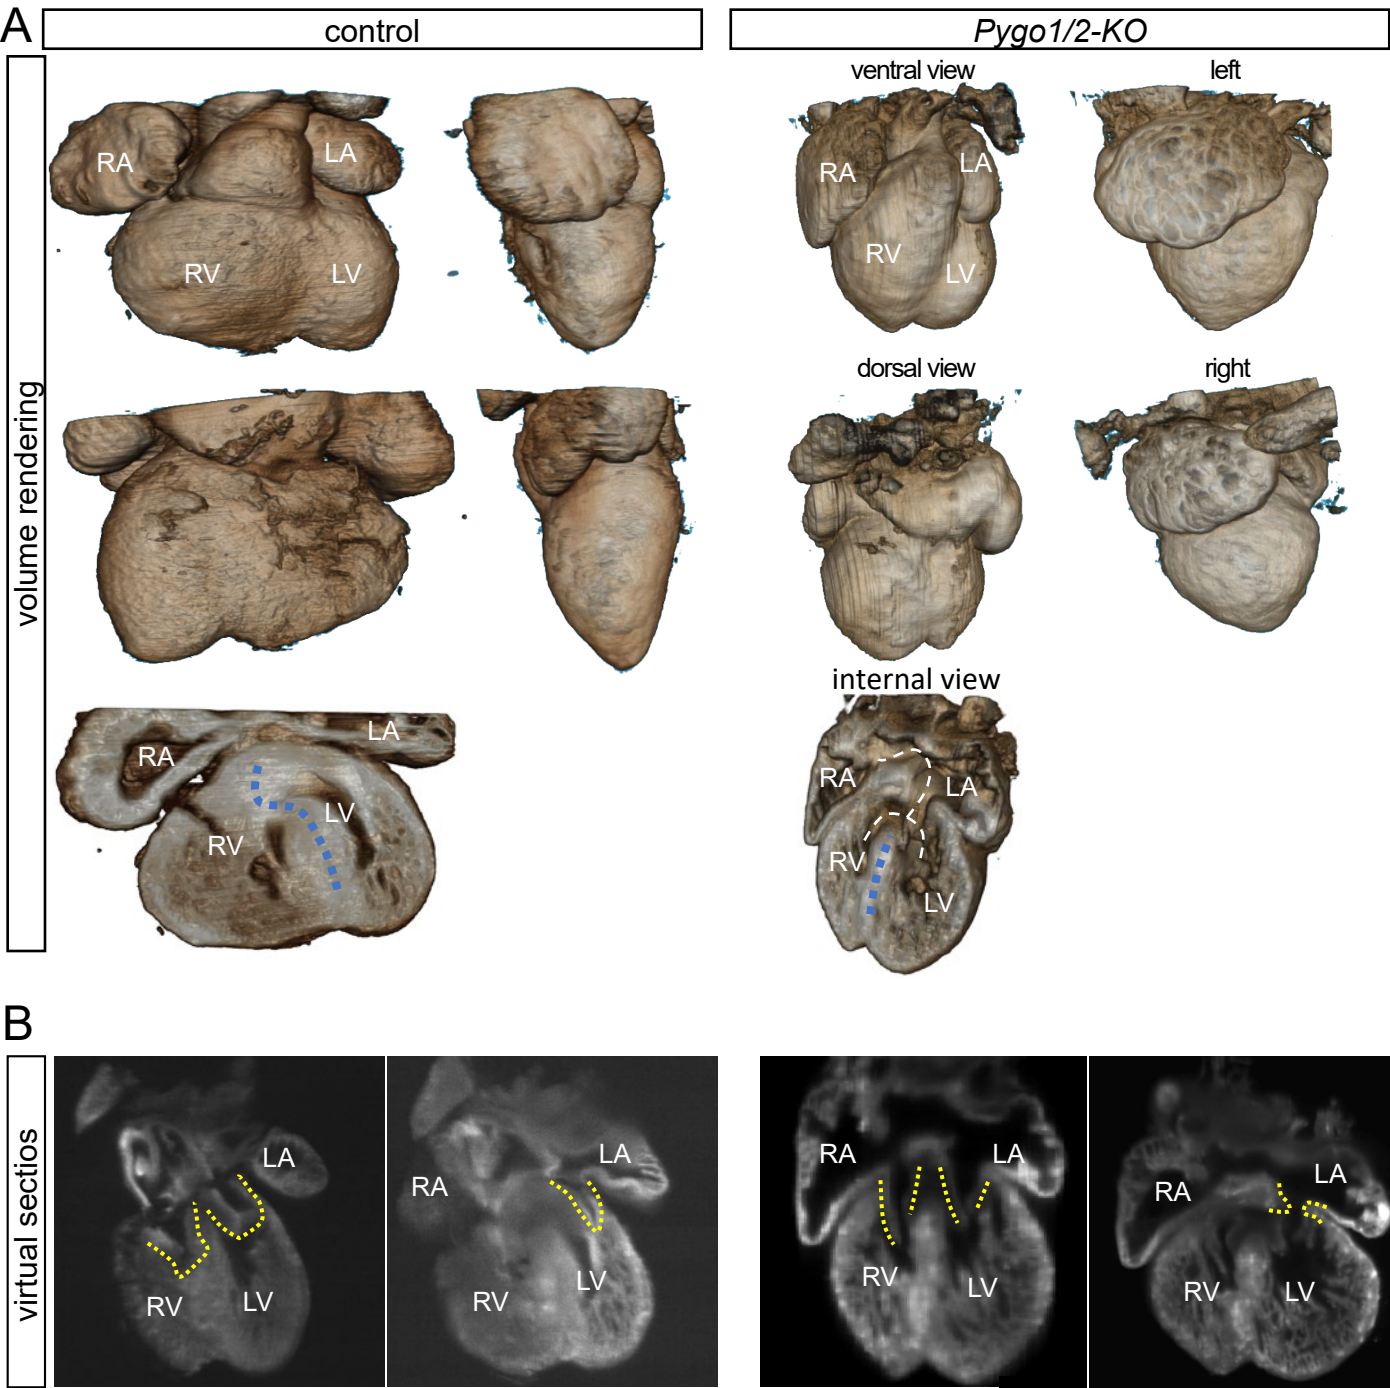 A
control
Pygo1/2-KO
volume rendering
ventral view
left
RA
LA
RV
LV
RA
LA
RV
LV
dorsal view
right
internal view
RA
LA
RV
LV
RA
LA
RV
LV
B
virtual sectios
LA
RV
LV
RA
LA
RV
LV
RA
LA
RV
LV
RA
LA
RV
LV